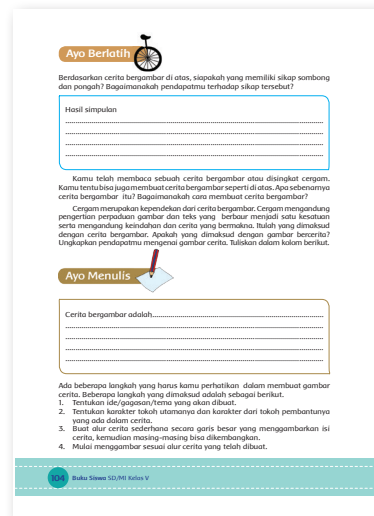 Ayo Berlatih
Berdasarkan cerita bergambar di atas, siapakah yang memiliki sikap sombong
dan pongah? Bagaimanakah pendapatmu terhadap sikap tersebut?
Hasil simpulan
Kamu telah membaca sebuah cerita bergambar atau disingkat cergam.
Kamu tentu bisa juga membuat cerita bergambar seperti di atas. Apa sebenarnya
cerita bergambar itu? Bagaimanakah cara membuat cerita bergambar?
Cergam merupakan kependekan dari cerita bergambar. Cergam mengandung
pengertian perpaduan gambar dan teks yang berbaur menjadi satu kesatuan
serta mengandung keindahan dan cerita yang bermakna. Itulah yang dimaksud
dengan cerita bergambar. Apakah yang dimaksud dengan gambar bercerita?
Ungkapkan pendapatmu mengenai gambar cerita. Tuliskan dalam kolom berikut.
Ayo Menulis
Cerita bergambar adalah
Ada beberapa langkah yang harus kamu perhatikan dalam membuat gambar
cerita. Beberapa langkah yang dimaksud adalah sebagai berikut.
1. Tentukan ide/gagasan/tema yang akan dibuat.
2. Tentukan karakter tokoh utamanya dan karakter dari tokoh pembantunya
yang ada dalam cerita.
3. Buat alur cerita sederhana secara garis besar yang menggambarkan isi
cerita, kemudian masing-masing bisa dikembangkan.
4. Mulai menggambar sesuai alur cerita yang telah dibuat.
104 Buku Siswa SD/MI Kelas V